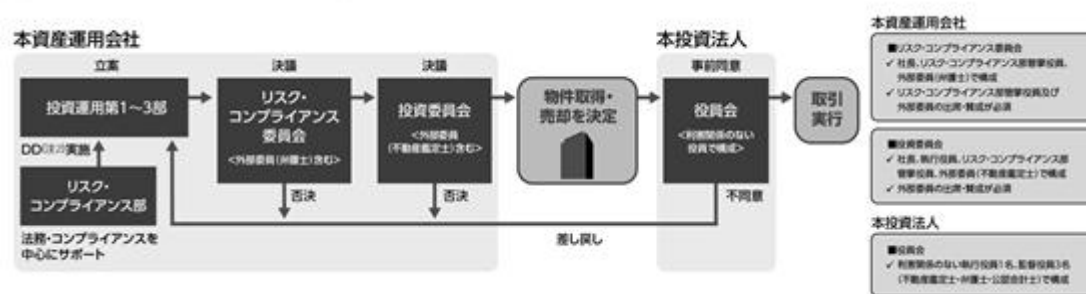 本資産運用会社
立案
投資運用第1~3部
DD(注2)実施
リスク・
コンプライアンス部
法務・コンプライアンスを
中心にサポート
決議
リスク・
コンプライアンス
委員会
<外部委員(弁護士)含む>
否決
決議
投資委員会
<外部委員
(不動産鑑定士)含む>
否決
物件取得・
売却を決定
本投資法人
事前同意
役員会
<利害関係のない
役員で構成>
不同意
差し戻し
取引
実行
本資産運用会社
■リスク・コンプライアンス委員会
✓ 社長、リスク・コンプライアンス部管掌役員、
外部委員(弁護士)で構成
✓ リスク・コンプライアンス部管掌役員及び
外部委員の出席・賛成が必須
■投資委員会
✓ 社長、執行役員、リスク・コンプライアンス部
管掌役員、外部委員(不動産鑑定士)で構成
✓ 外部委員の出席・賛成が必須
本投資法人
■役員会
✓ 利害関係のない執行役員1名、監督役員3名
(不動産鑑定士・弁護士・公認会計士)で構成